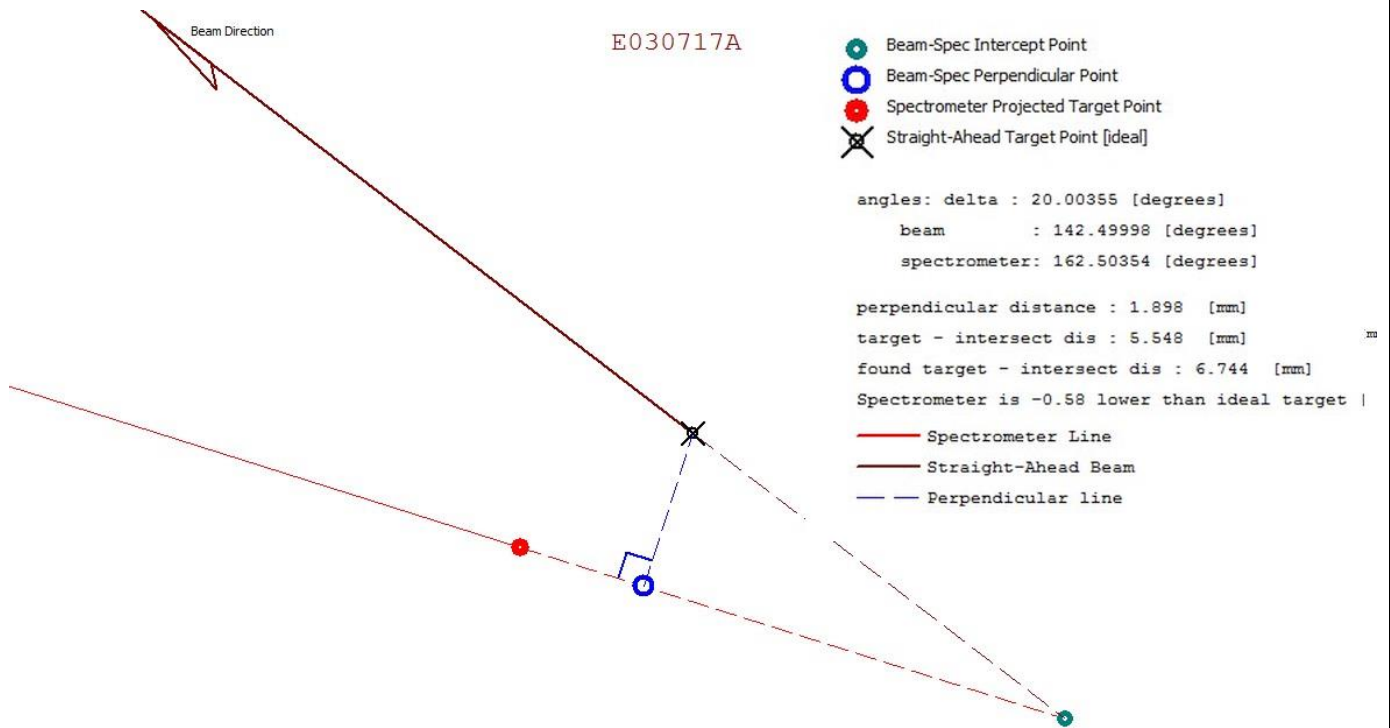 Beam Direction
E030717A
Beam-Spec Intercept Point
Beam-Spec Perpendicular Point
Spectrometer Projected Target Point
Straight-Ahead Target Point [ideal]
angles: delta : 20.00355 [degrees]
beam : 142.49998 [degrees]
spectrometer: 162.50354 [degrees]
perpendicular distance : 1.898 [mm]
target - intersect dis : 5.548 [mm]
found target - intersect dis : 6.744 [mm]
Spectrometer is -0.58 lower than ideal target
Spectrometer Line
Straight-Ahead Beam
Perpendicular line